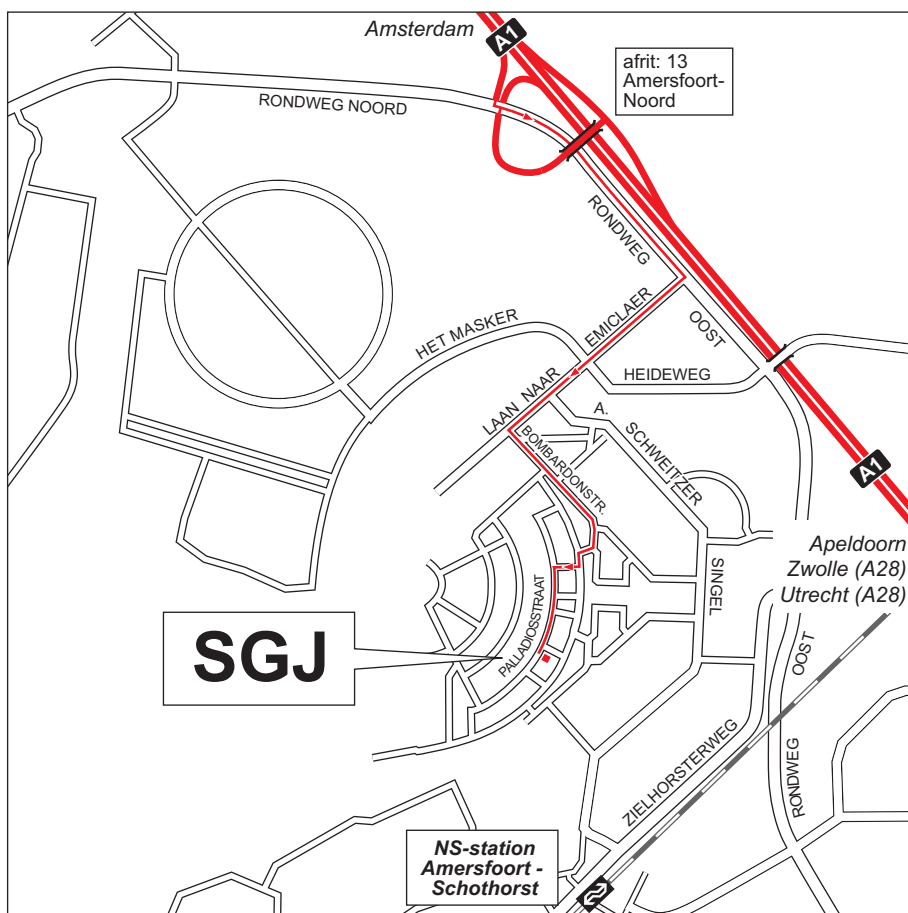 Amsterdam
A1
afrit: 13
Amersfoort-
Noord
RONDWEG NOORD
RONDWEG
OOST
EMICLAER
LAAN NAAR
HET MASKER
HEIDEWEG
A.
SCHWEITZER
SINGEL
BOMBARDONSTR.
A1
Apeldoorn
Zwolle (A28)
Utrecht (A28)
PALLADIOSSTRAAT
SGJ
OOST
RONDWEG
ZIELHORSTERWEG
NS-station
Amersfoort -
Schothorst